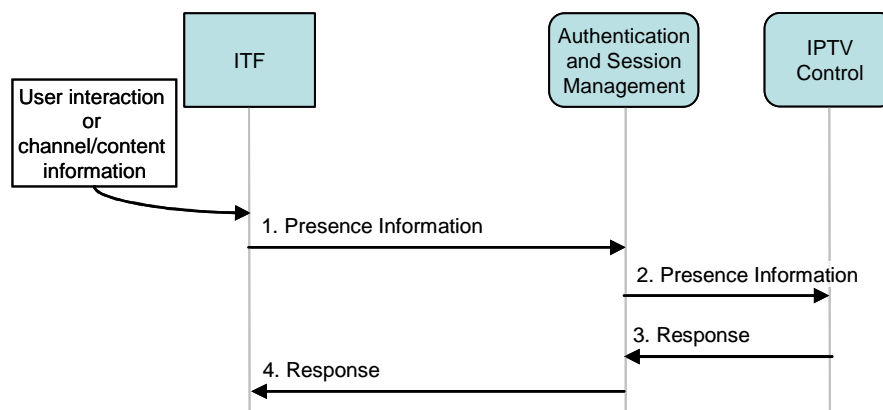 ITF
Authentication
and Session
Management
IPTV
Control
User interaction
or
channel/content
information
1. Presence Information
2. Presence Information
3. Response
4. Response